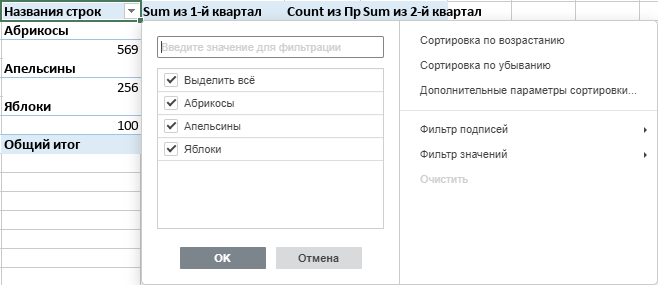 Названия строк Sum из 1-й квартал Count из Пр Sum из 2-й квартал
Абрикосы
569
Апельсины
256
Яблоки
100
Общий итог
Введите значение для фильтрации
Выделить всё
Абрикосы
Апельсины
Яблоки
OK Отмена
Сортировка по возрастанию
Сортировка по убыванию
Дополнительные параметры сортировки...
Фильтр подписей
Фильтр значений
Очистить